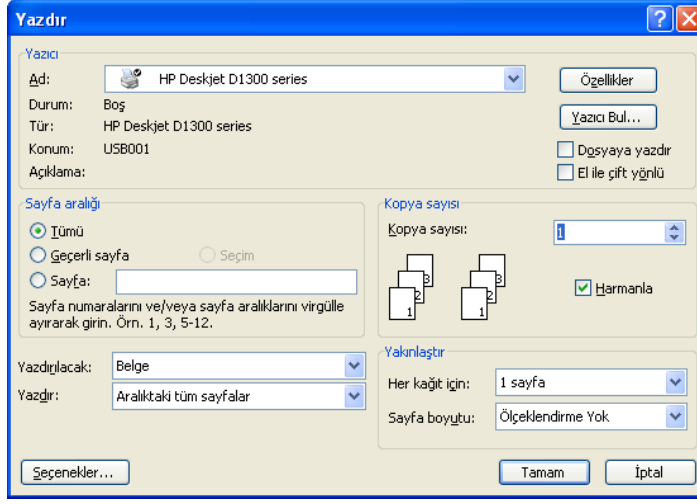 Yazdır
Yazıcı
Ad: HP Deskjet D1300 series Özellikler
Durum: Boş
Tür: HP Deskjet D1300 series Yazıcı Bul...
Konum: USB001 Dosyaya yazdır
Açıklama: El ile çift yönlü
Sayfa aralığı
Tümü
Geçerli sayfa Seçim
Sayfa:
Sayfa numaralarını ve/veya sayfa aralıklarını virgülle
ayırarak girin. Örn. 1, 3, 5-12.
Kopya sayısı
Kopya sayısı: 1
3 3
2 2
1 1
Harmanla
Yazdırılacak: Belge
Yazdır: Aralıktaki tüm sayfalar
Yakınlaştır
Her kağıt için: 1 sayfa
Sayfa boyutu: Ölçeklendirme Yok
Seçenekler... Tamam İptal